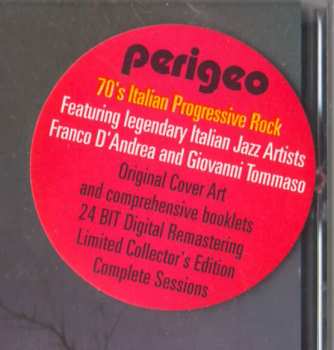 perigeo
70's Italian Progressive Rock
Featuring legendary Italian Jazz Artists
Franco D'Andrea and Giovanni Tommaso
Original Cover Art
and comprehensive booklets
24 BIT Digital Remastering
Limited Collector's Edition
Complete Sessions